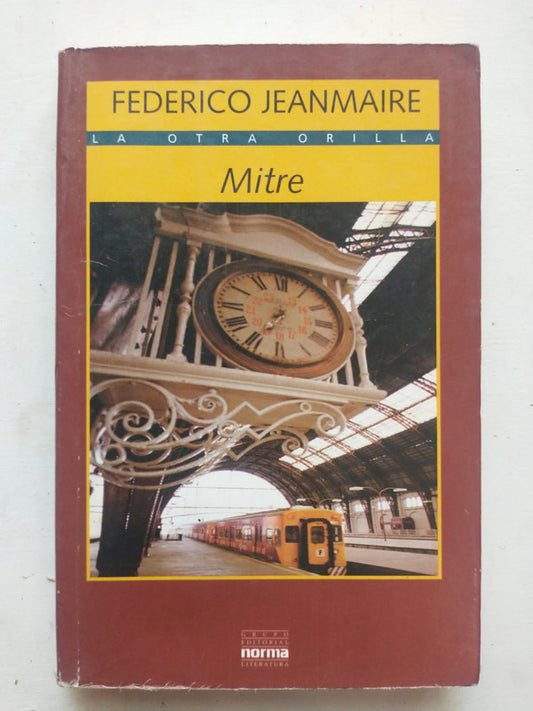 FEDERICO JEANMAIRE
LA OTRA ORILLA
Mitre
GRUPO
EDITORIAL
norma
LITERATURA